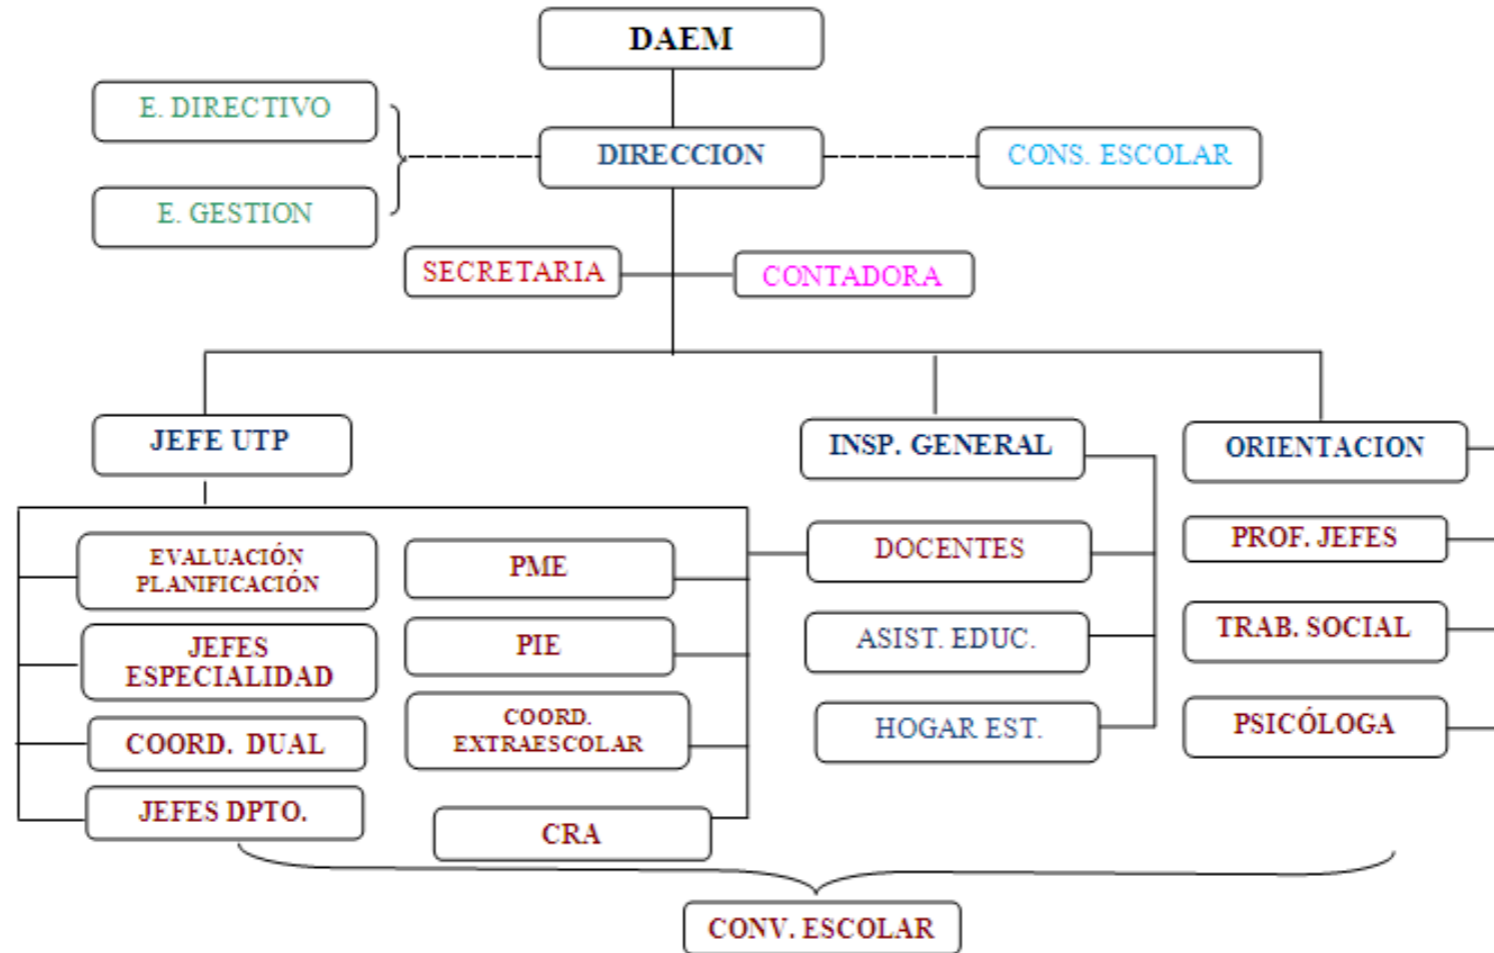 DAEM
E. DIRECTIVO
DIRECCION
CONS. ESCOLAR
E. GESTION
SECRETARIA
CONTADORA
JEFE UTP
INSP. GENERAL
ORIENTACION
EVALUACIÓN
PLANIFICACIÓN
PME
DOCENTES
PROF. JEFES
JEFES
ESPECIALIDAD
PIE
ASIST. EDUC.
TRAB. SOCIAL
COORD. DUAL
COORD.
EXTRAESCOLAR
HOGAR EST.
PSICÓLOGA
JEFES DPTO.
CRA
CONV. ESCOLAR